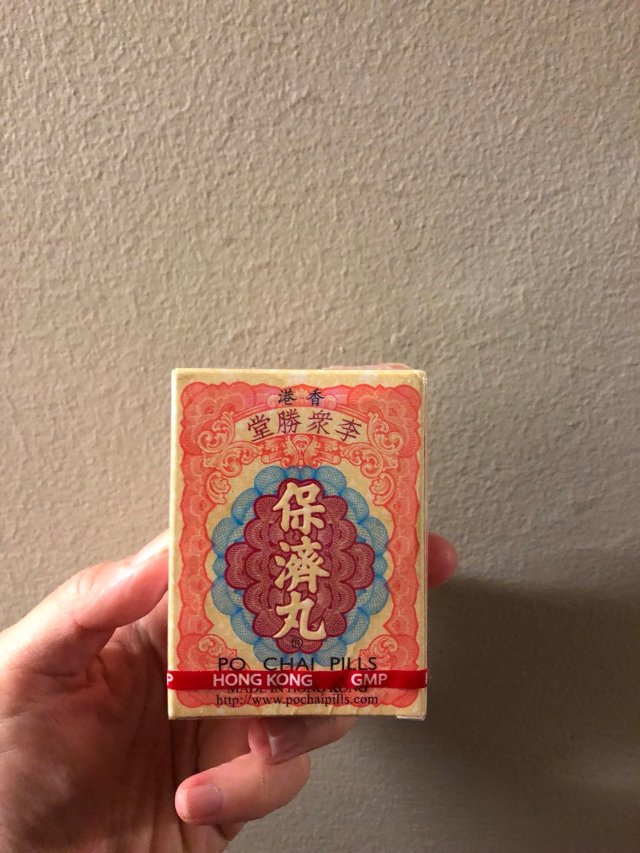 香港
李衆勝堂
保濟丸
®
PO CHAI PILLS
P HONG KONG GMP
MADE IN HONG KONG
http://www.pochaipills.com